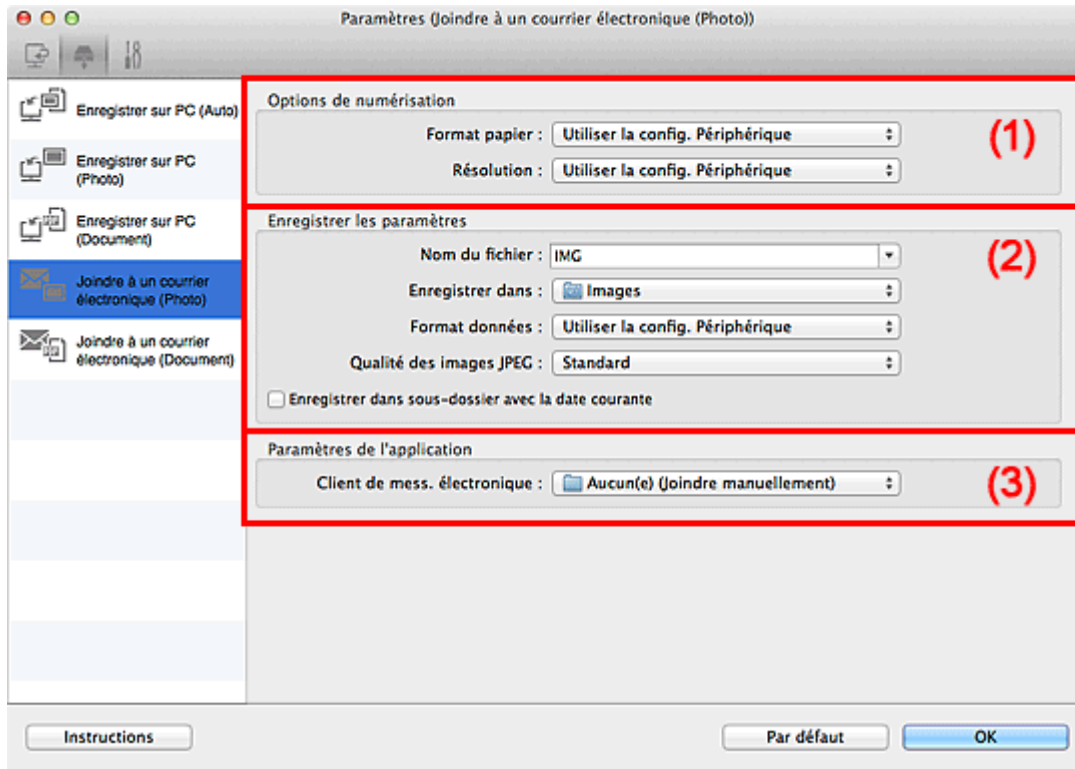 Paramètres (Joindre à un courrier électronique (Photo))
Enregistrer sur PC (Auto)
Enregistrer sur PC
(Photo)
Enregistrer sur PC
(Document)
Joindre à un courrier
électronique (Photo)
Joindre à un courrier
électronique (Document)
Options de numérisation
(1)
Format papier : Utiliser la config. Périphérique
Résolution : Utiliser la config. Périphérique
Enregistrer les paramètres
(2)
Nom du fichier : IMG
Enregistrer dans : Images
Format données : Utiliser la config. Périphérique
Qualité des images JPEG : Standard
Enregistrer dans sous-dossier avec la date courante
Paramètres de l'application
(3)
Client de mess. électronique : Aucun(e) (Joindre manuellement)
Instructions
Par défaut
OK